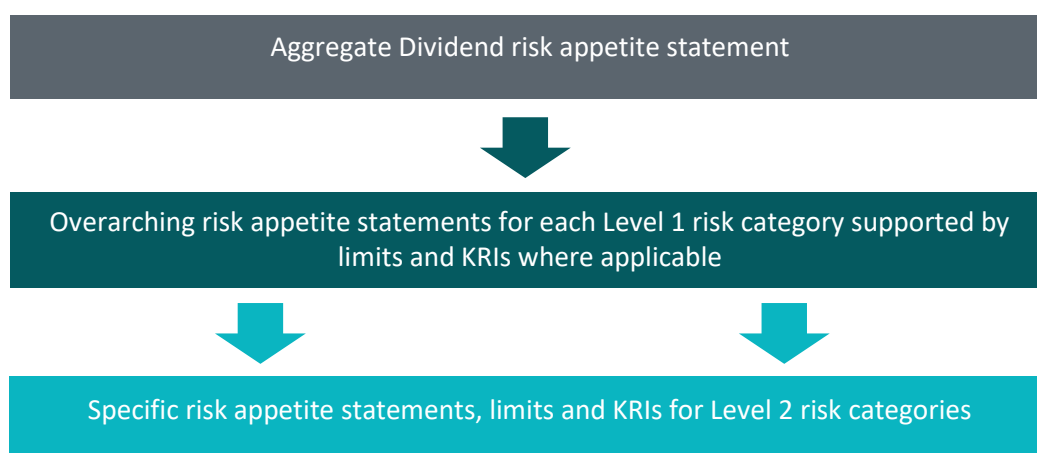 Aggregate Dividend risk appetite statement
Overarching risk appetite statements for each Level 1 risk category supported by
limits and KRIs where applicable
Specific risk appetite statements, limits and KRIs for Level 2 risk categories